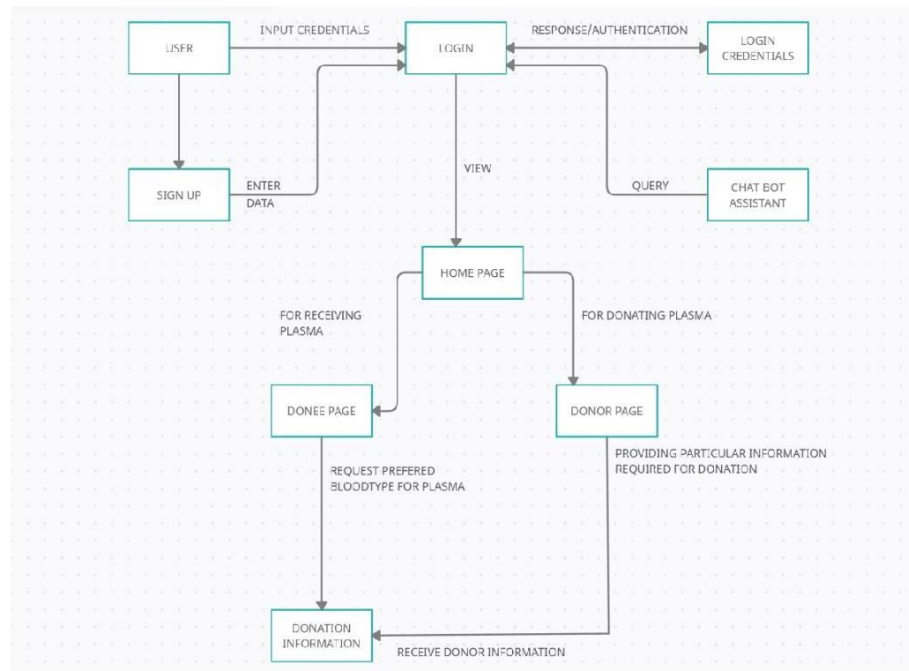 INPUT CREDENTIALS
RESPONSE/AUTHENTICATION
USER
LOGIN
LOGIN
CREDENTIALS
VIEW
SIGN UP
ENTER
DATA
QUERY
CHAT BOT
ASSISTANT
HOME PAGE
FOR RECEIVING
PLASMA
FOR DONATING PLASMA
DONEE PAGE
DONOR PAGE
REQUEST PREFERED
BLOODTYPE FOR PLASMA
PROVIDING PARTICULAR INFORMATION
REQUIRED FOR DONATION
DONATION
INFORMATION
RECEIVE DONOR INFORMATION